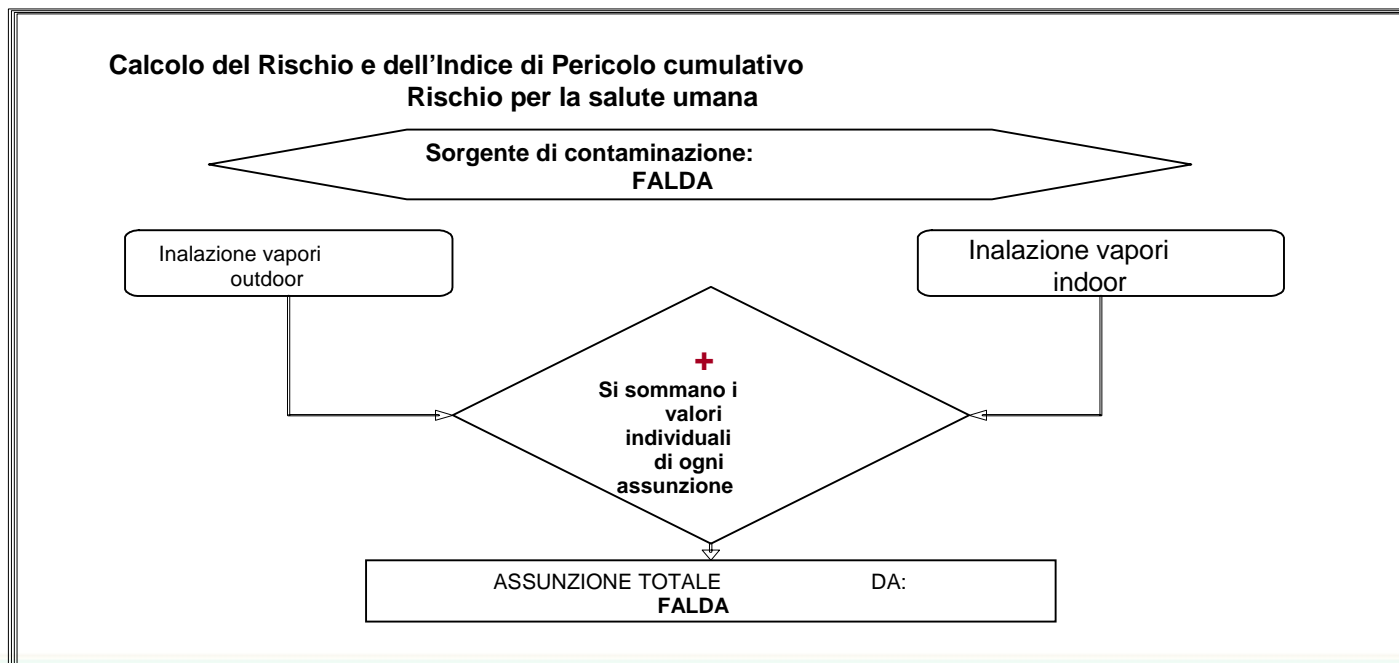 Calcolo del Rischio e dell’Indice di Pericolo cumulativo
Rischio per la salute umana
Sorgente di contaminazione:
FALDA
Inalazione vapori
outdoor
Inalazione vapori
indoor
+
Si sommano i
valori
individuali
di ogni
assunzione
ASSUNZIONE TOTALE DA:
FALDA